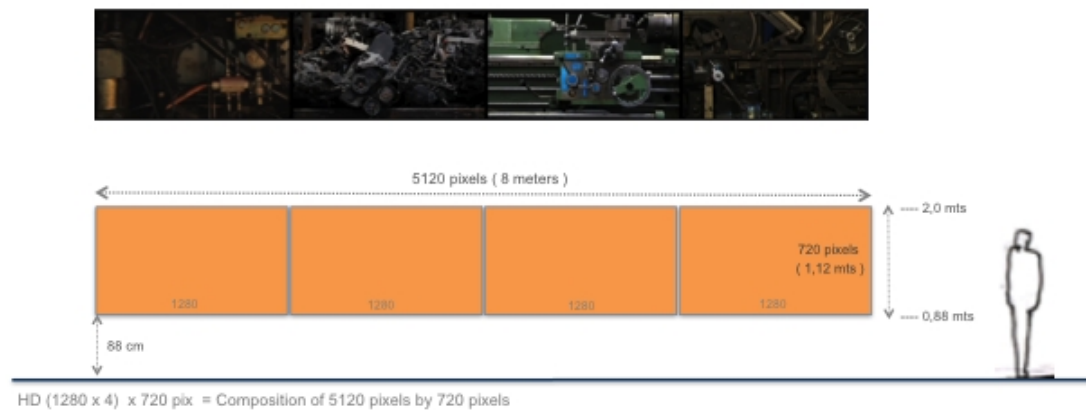 5120 pixels ( 8 meters )
---- 2,0 mts
720 pixels
( 1,12 mts )
1280
1280
1280
1280
---- 0,88 mts
88 cm
HD (1280 x 4) x 720 pix = Composition of 5120 pixels by 720 pixels